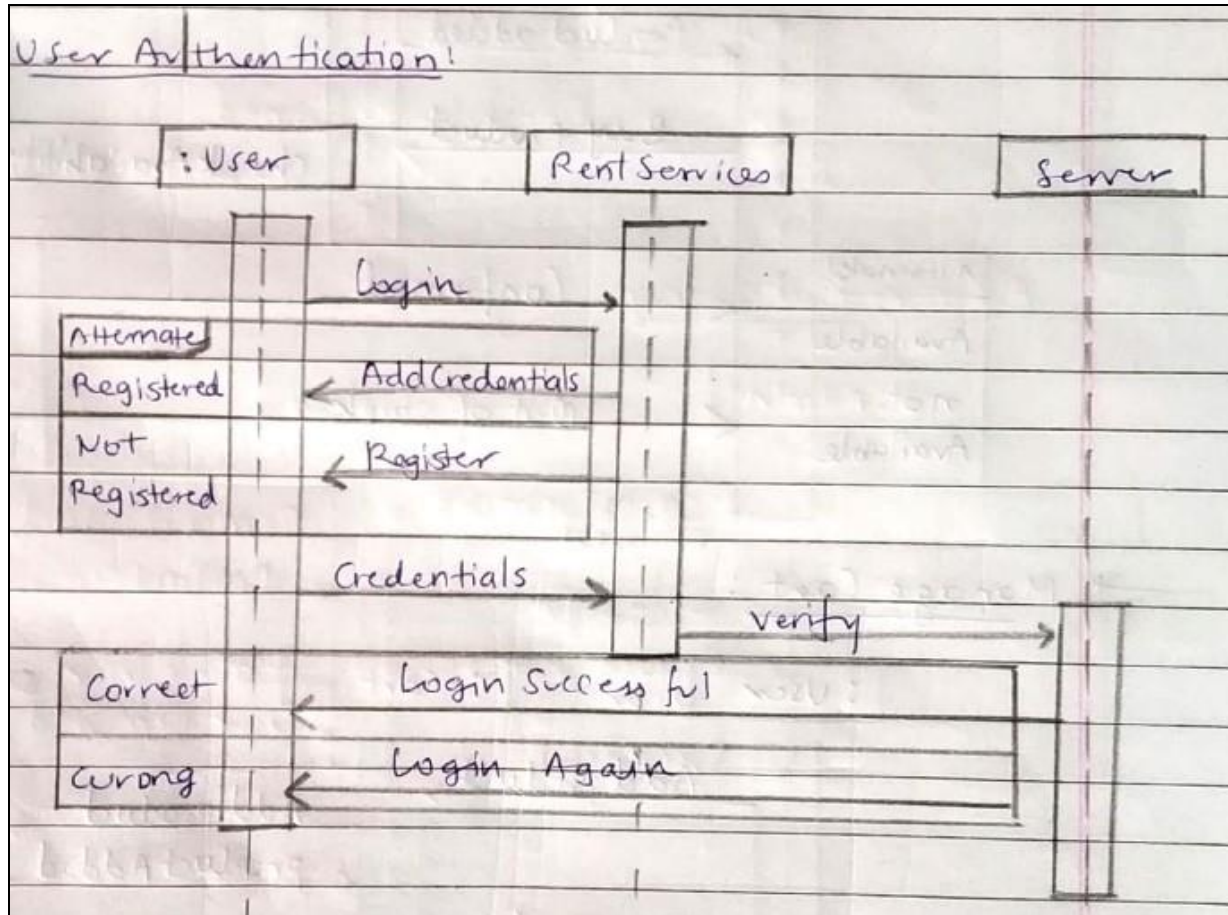 User Authentication:
: User
Rent Services
Server
Login
Alternate
Registered
Add Credentials
Not
Registered
Register
Credentials
Verify
Correct
Login Successful
Wrong
Login Again